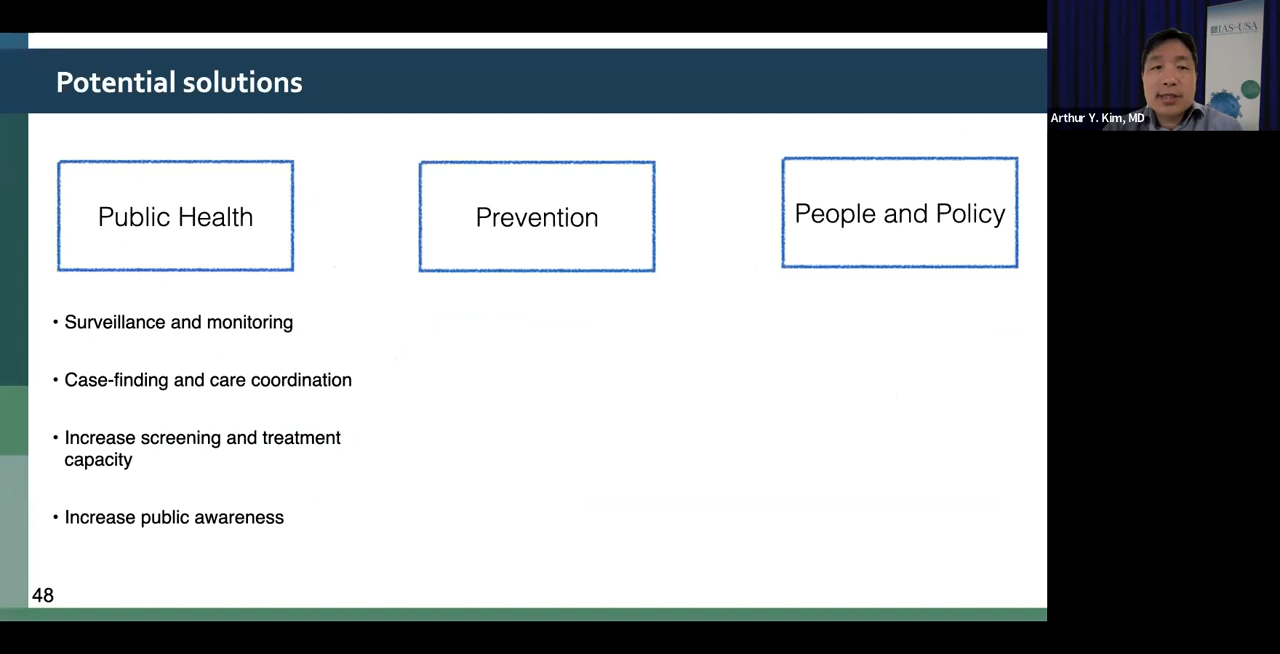 Potential solutions
IAS-USA
Arthur Y. Kim, MD
Public Health
Prevention
People and Policy
• Surveillance and monitoring
• Case-finding and care coordination
• Increase screening and treatment
capacity
• Increase public awareness
48